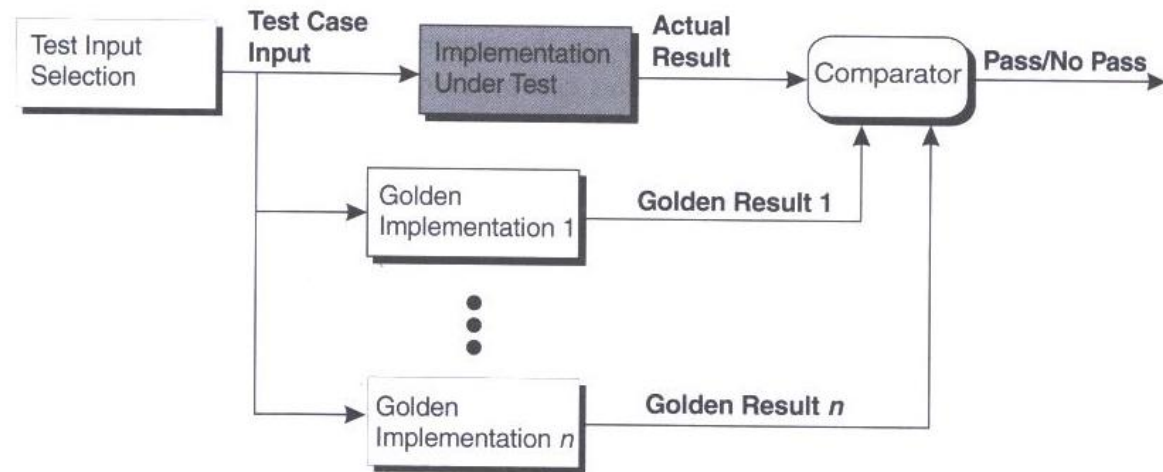 Test Input
Selection
Test Case
Input
Implementation
Under Test
Actual
Result
Comparator
Pass/No Pass
Golden
Implementation 1
Golden Result 1
Golden
Implementation n
Golden Result n